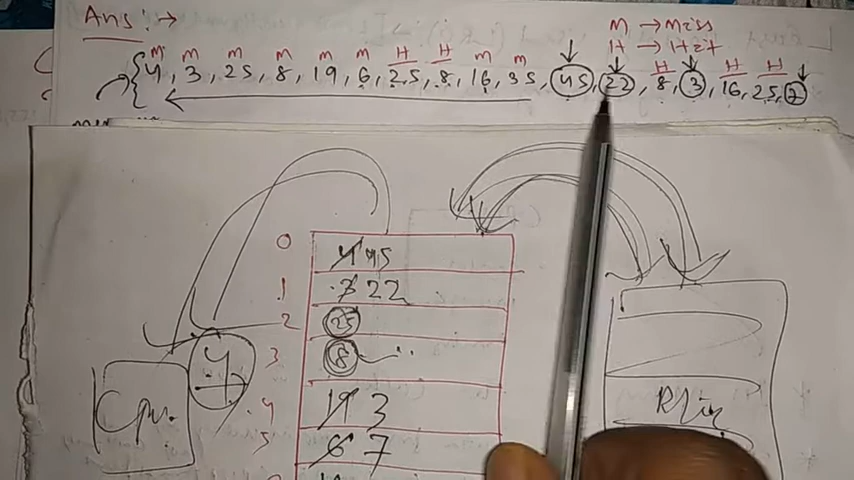 Ans :→
M → Miss
H → Hit
M M M M M M H H M M H H H
{4, 3, 25, 8, 19, 6, 25, 8, 16, 35, 45, 22, 8, 3, 16, 25, 7
0 4 45
1 3 22
2 25
3 8
4 19 3
5 6 7
4
7
Cpu.